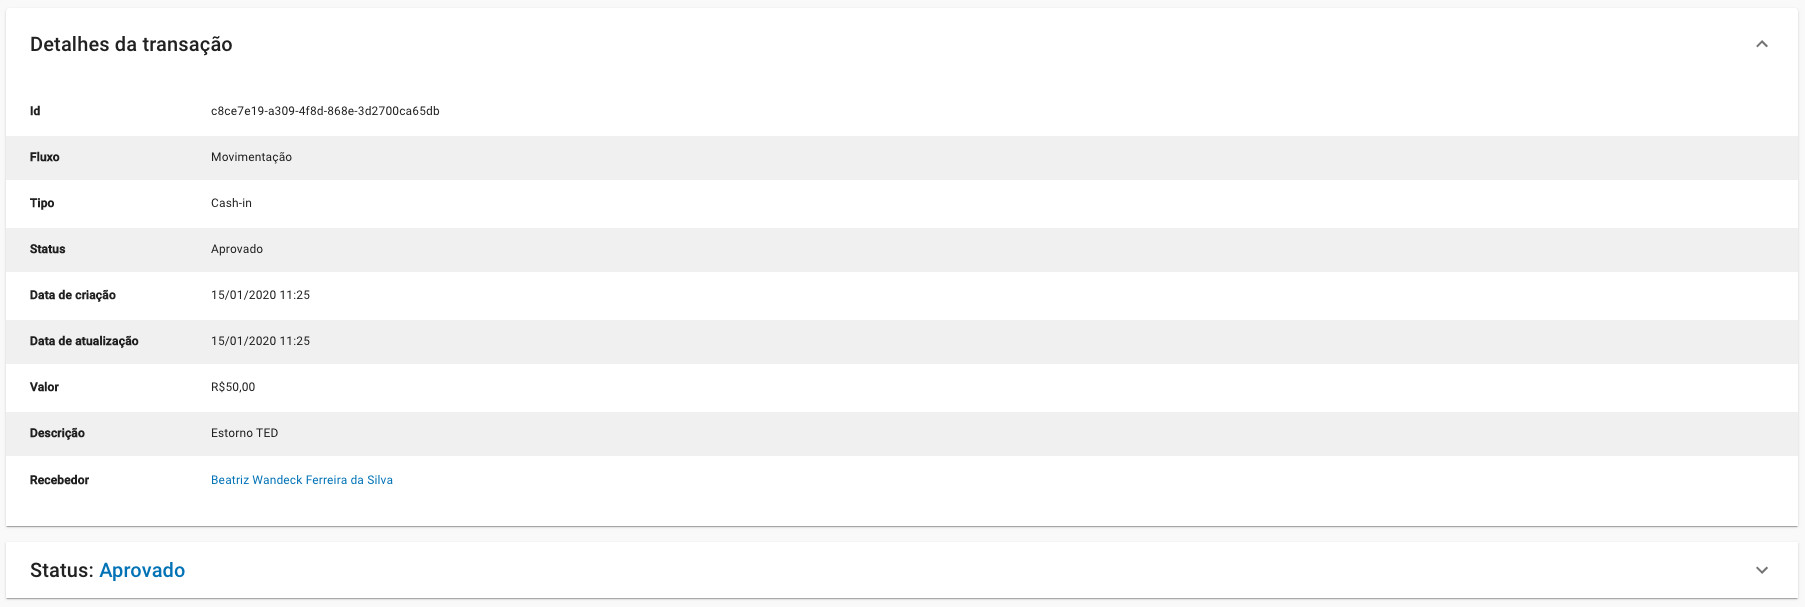 Detalhes da transação
Id c8ce7e19-a309-4f8d-868e-3d2700ca65db
Fluxo Movimentação
Tipo Cash-in
Status Aprovado
Data de criação 15/01/2020 11:25
Data de atualização 15/01/2020 11:25
Valor R$50,00
Descrição Estorno TED
Recebedor Beatriz Wandeck Ferreira da Silva
Status: Aprovado